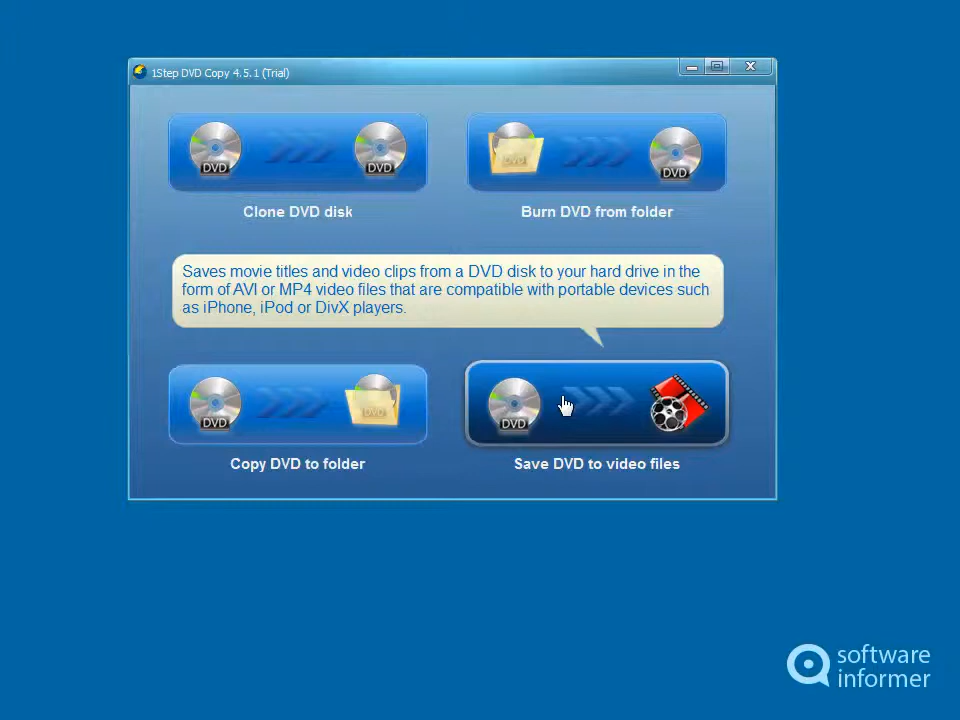 1Step DVD Copy 4.5.1 (Trial)
DVD
DVD
DVD
DVD
Clone DVD disk
Burn DVD from folder
Saves movie titles and video clips from a DVD disk to your hard drive in the
form of AVI or MP4 video files that are compatible with portable devices such
as iPhone, iPod or DivX players.
DVD
DVD
DVD
Copy DVD to folder
Save DVD to video files
software
informer